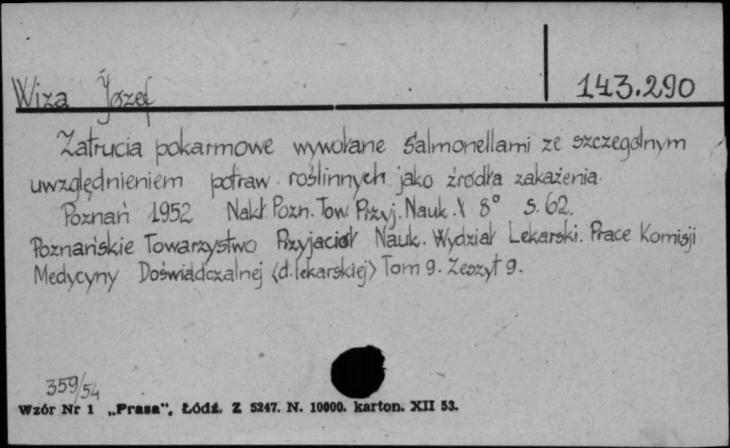 Wiza Józef 143.290
Zatrucia pokarmowe wywołane Salmonellami ze szczególnym
uwzględnieniem potraw roślinnych jako źródła zakażenia.
Poznań 1952 Nakł. Pozn. Tow. Przyj. Nauk. 8° S. 62.
Poznańskie Towarzystwo Przyjaciół Nauk. Wydział Lekarski. Prace Komisji
Medycyny Doświadczalnej (d. lekarskiej) Tom 9. Zeszyt 9.
359/54
Wzór Nr 1 „Prasa", Łódź. Z 5247. N. 10000. karton. XII 53.